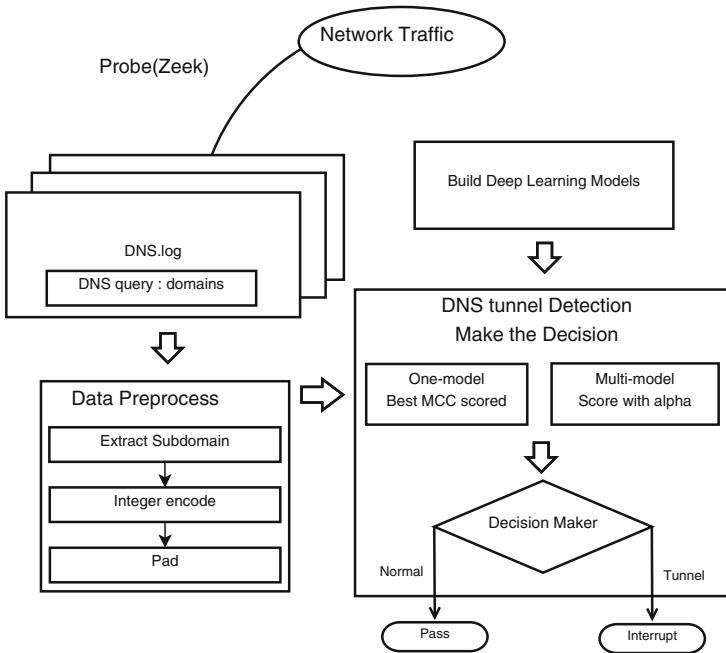 Network Traffic
Probe(Zeek)
DNS.log
DNS query : domains
Build Deep Learning Models
Data Preprocess
Extract Subdomain
Integer encode
Pad
DNS tunnel Detection
Make the Decision
One-model
Best MCC scored
Multi-model
Score with alpha
Decision Maker
Normal
Tunnel
Pass
Interrupt